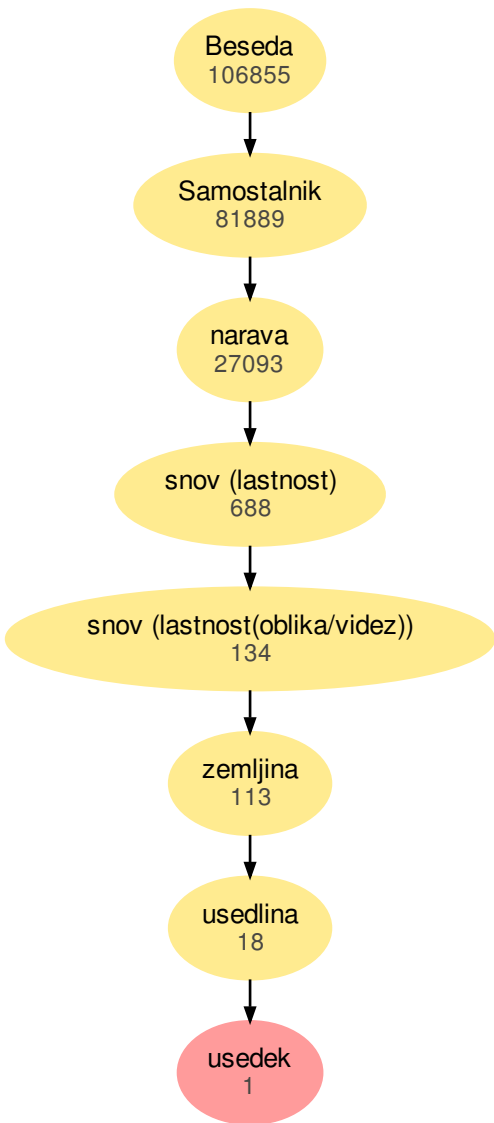 Beseda
106855
Samostalnik
81889
narava
27093
snov (lastnost)
688
snov (lastnost(oblika/videz))
134
zemljina
113
usedlina
18
usedek
1